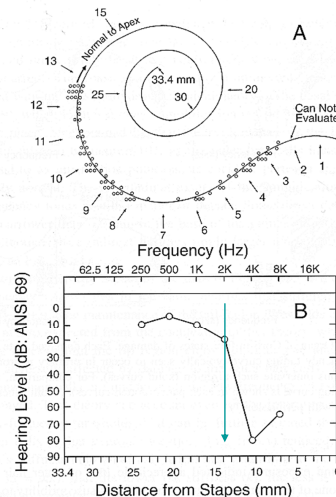 15
A
Normal to Apex
13
33.4 mm
25
20
30
12
Can Not
Evaluate
11
10
9
8
7
6
5
4
3
2
1
Frequency (Hz)
62.5 125 250 500 1K 2K 4K 8K 16K
B
Hearing Level (dB: ANSI 69)
0
10
20
30
40
50
60
70
80
90
33.4 30 25 20 15 10 5
Distance from Stapes (mm)